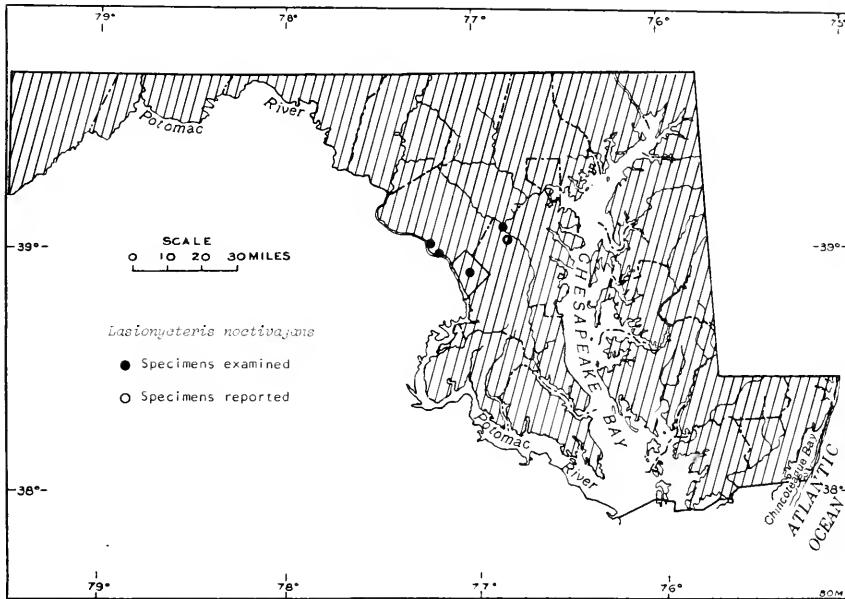 79° 78° 77° 76° 75°
Potomac River
39° 39°
SCALE
0 10 20 30 MILES
CHESAPEAKE BAY
Lasionycteris noctivagans
● Specimens examined
○ Specimens reported
Potomac River
38° 38°
Chincoteague Bay
ATLANTIC OCEAN
79° 78° 77° 76°